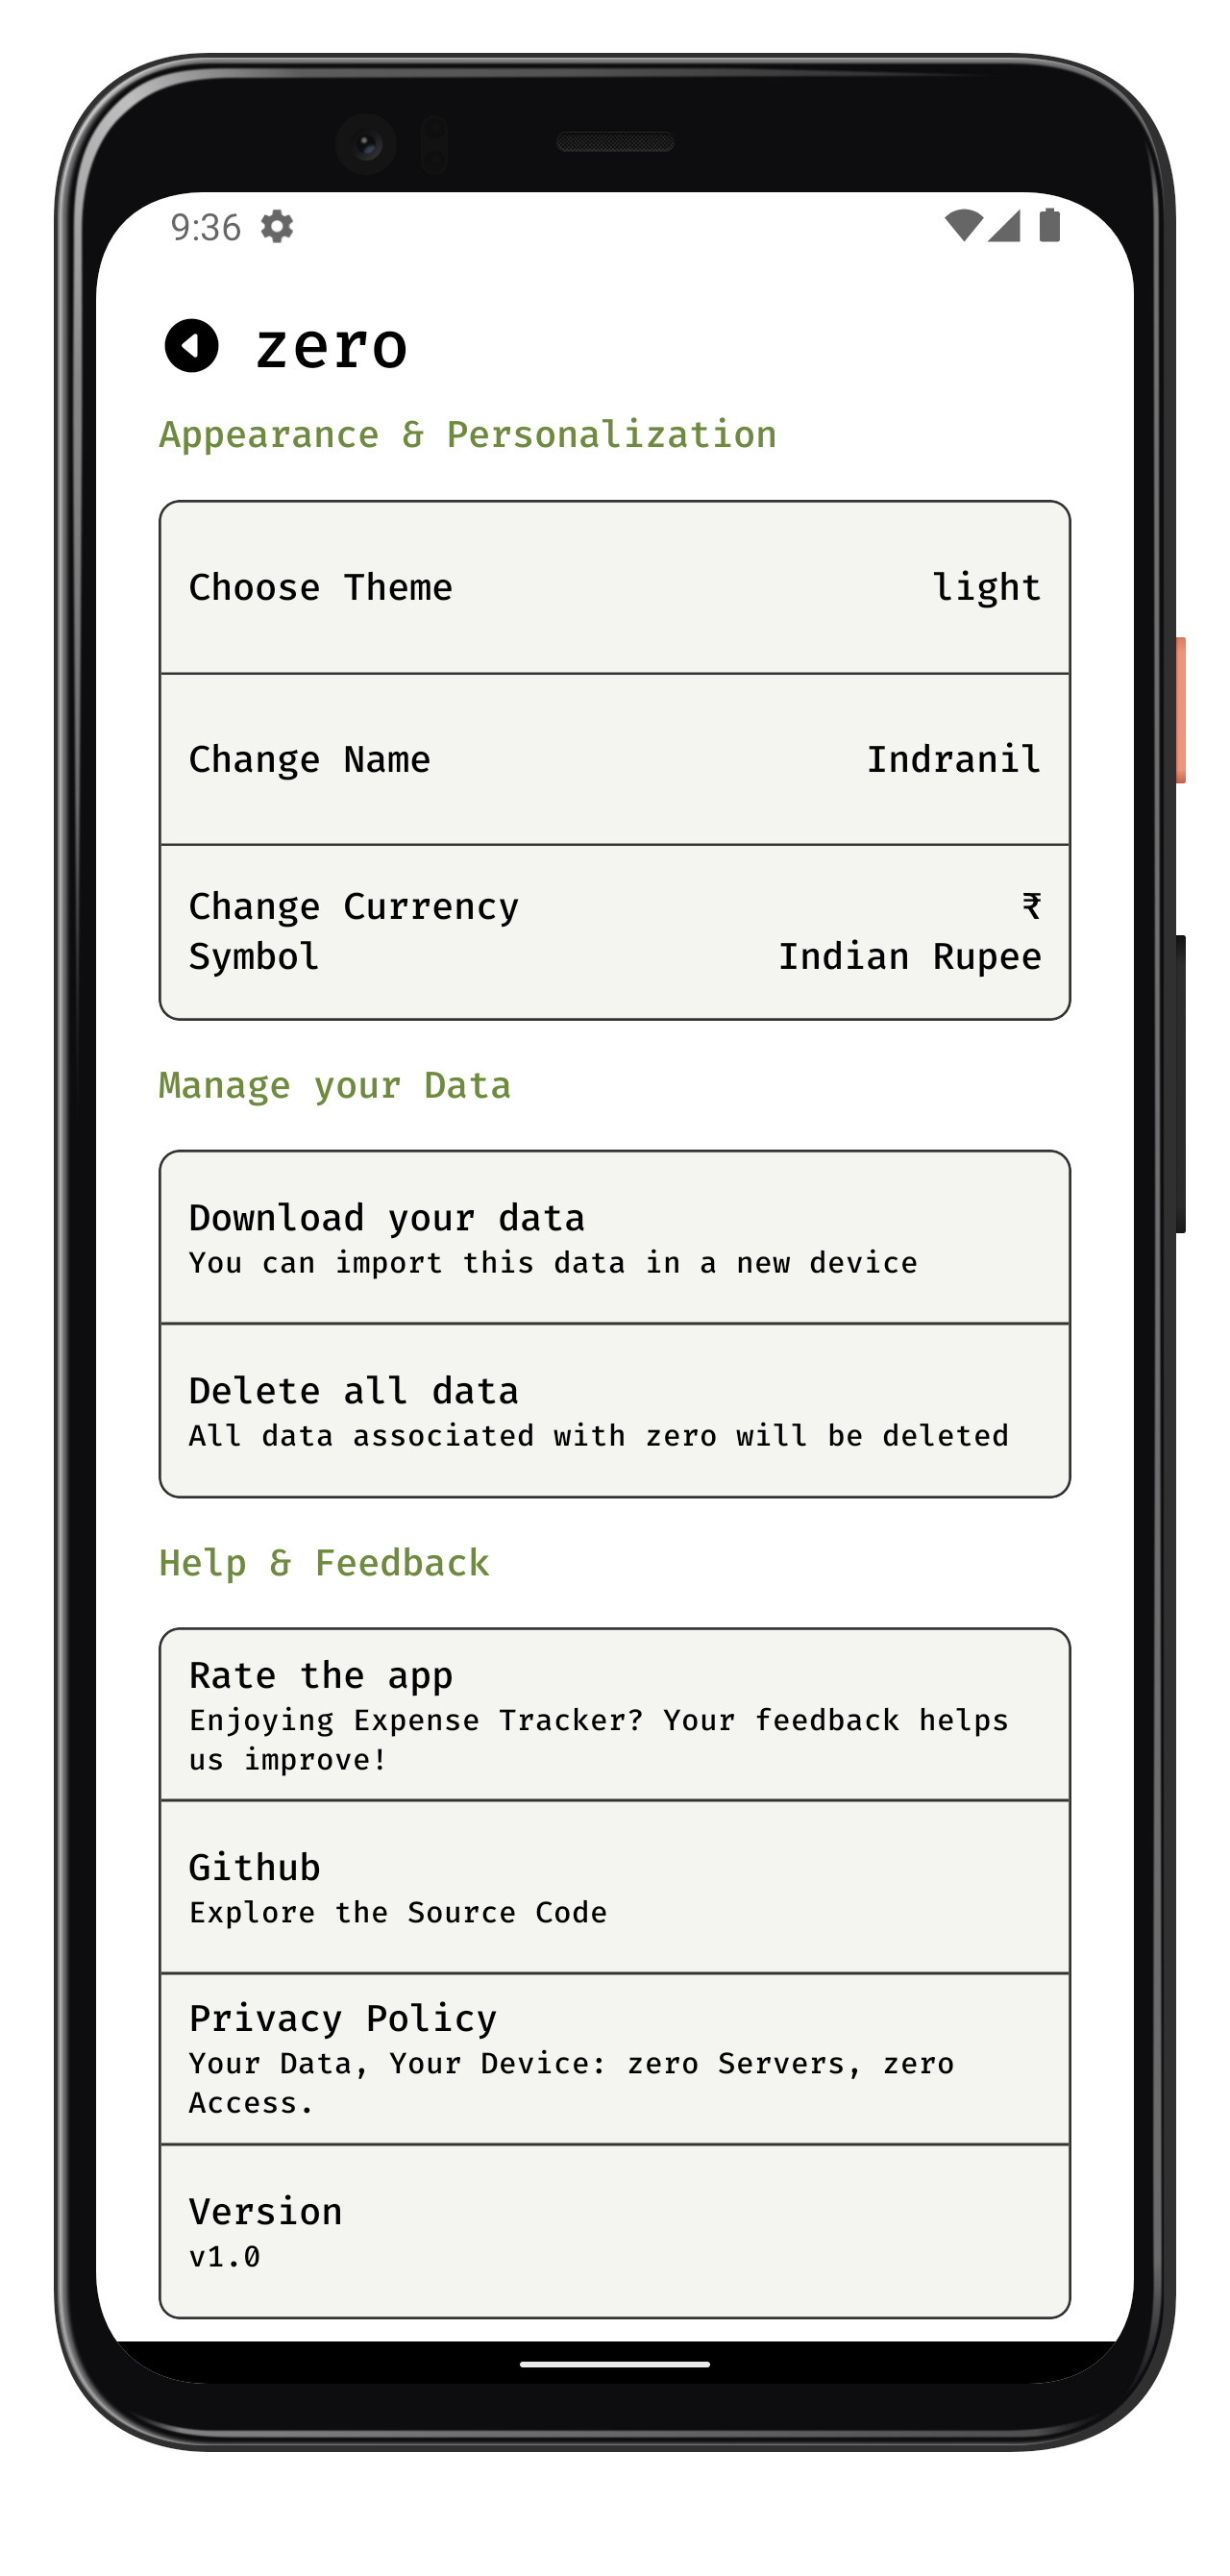 9:36
zero
Appearance & Personalization
Choose Theme light
Change Name Indranil
Change Currency ₹
Symbol Indian Rupee
Manage your Data
Download your data
You can import this data in a new device
Delete all data
All data associated with zero will be deleted
Help & Feedback
Rate the app
Enjoying Expense Tracker? Your feedback helps
us improve!
Github
Explore the Source Code
Privacy Policy
Your Data, Your Device: zero Servers, zero
Access.
Version
v1.0